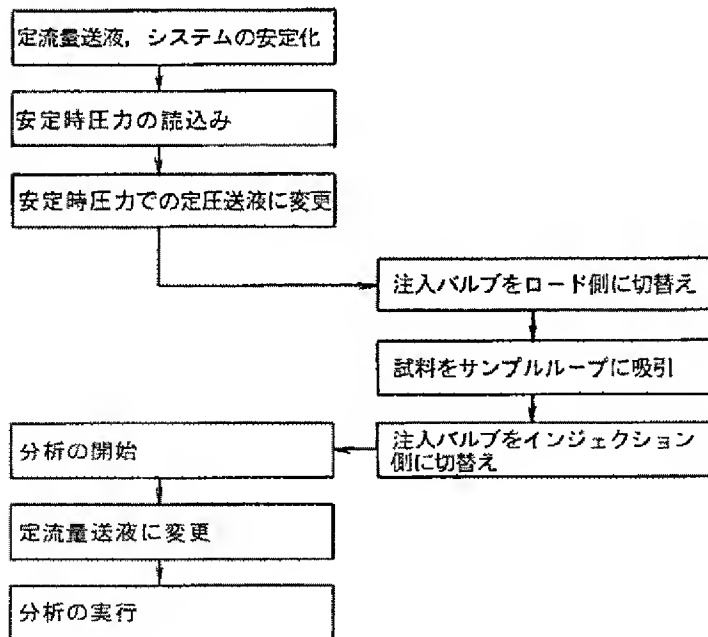 定流量送液，システムの安定化
安定時圧力の読込み
安定時圧力での定圧送液に変更
注入バルブをロード側に切替え
試料をサンプルループに吸引
注入バルブをインジェクション
側に切替え
分析の開始
定流量送液に変更
分析の実行